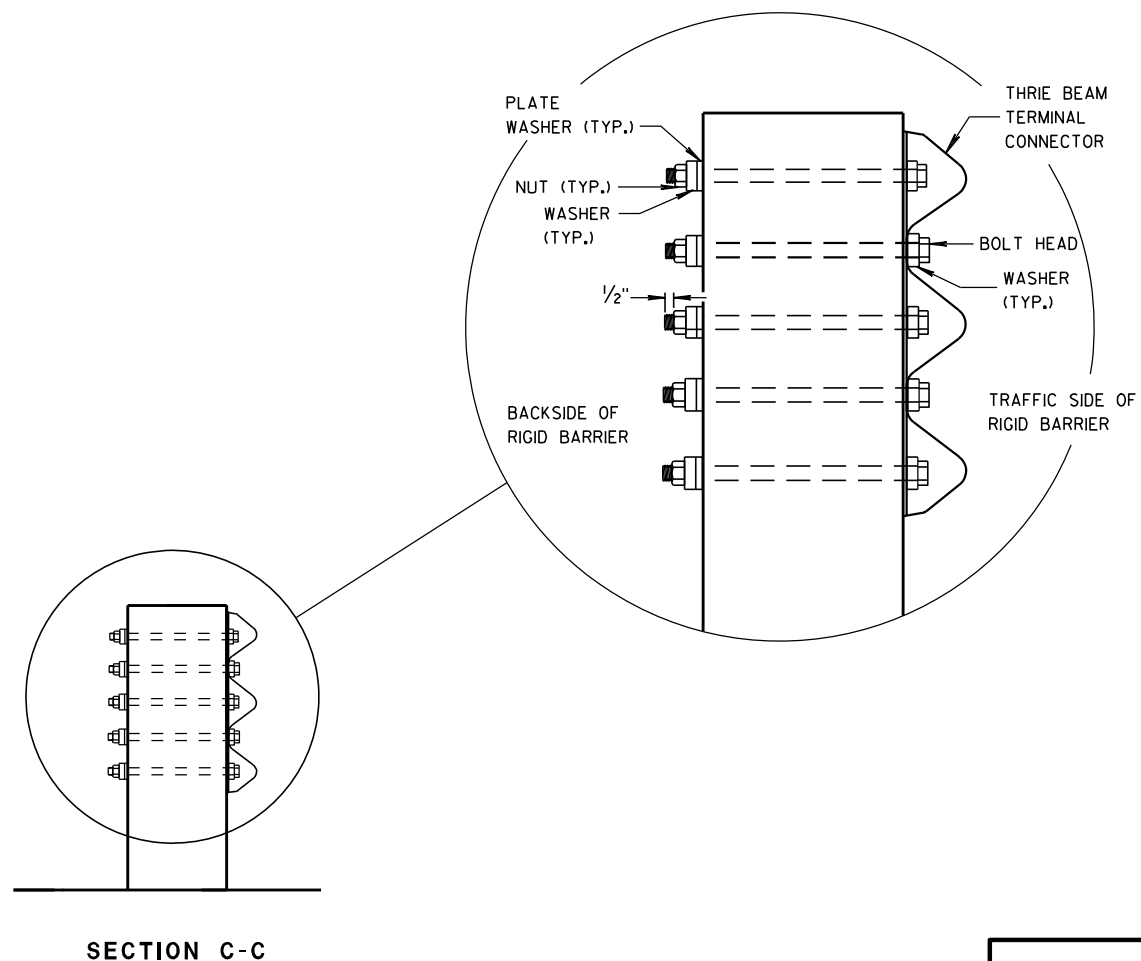 PLATE
WASHER (TYP.)
NUT (TYP.)
WASHER
(TYP.)
1/2"
BACKSIDE OF
RIGID BARRIER
THRIE BEAM
TERMINAL
CONNECTOR
BOLT HEAD
WASHER
(TYP.)
TRAFFIC SIDE OF
RIGID BARRIER
SECTION C-C